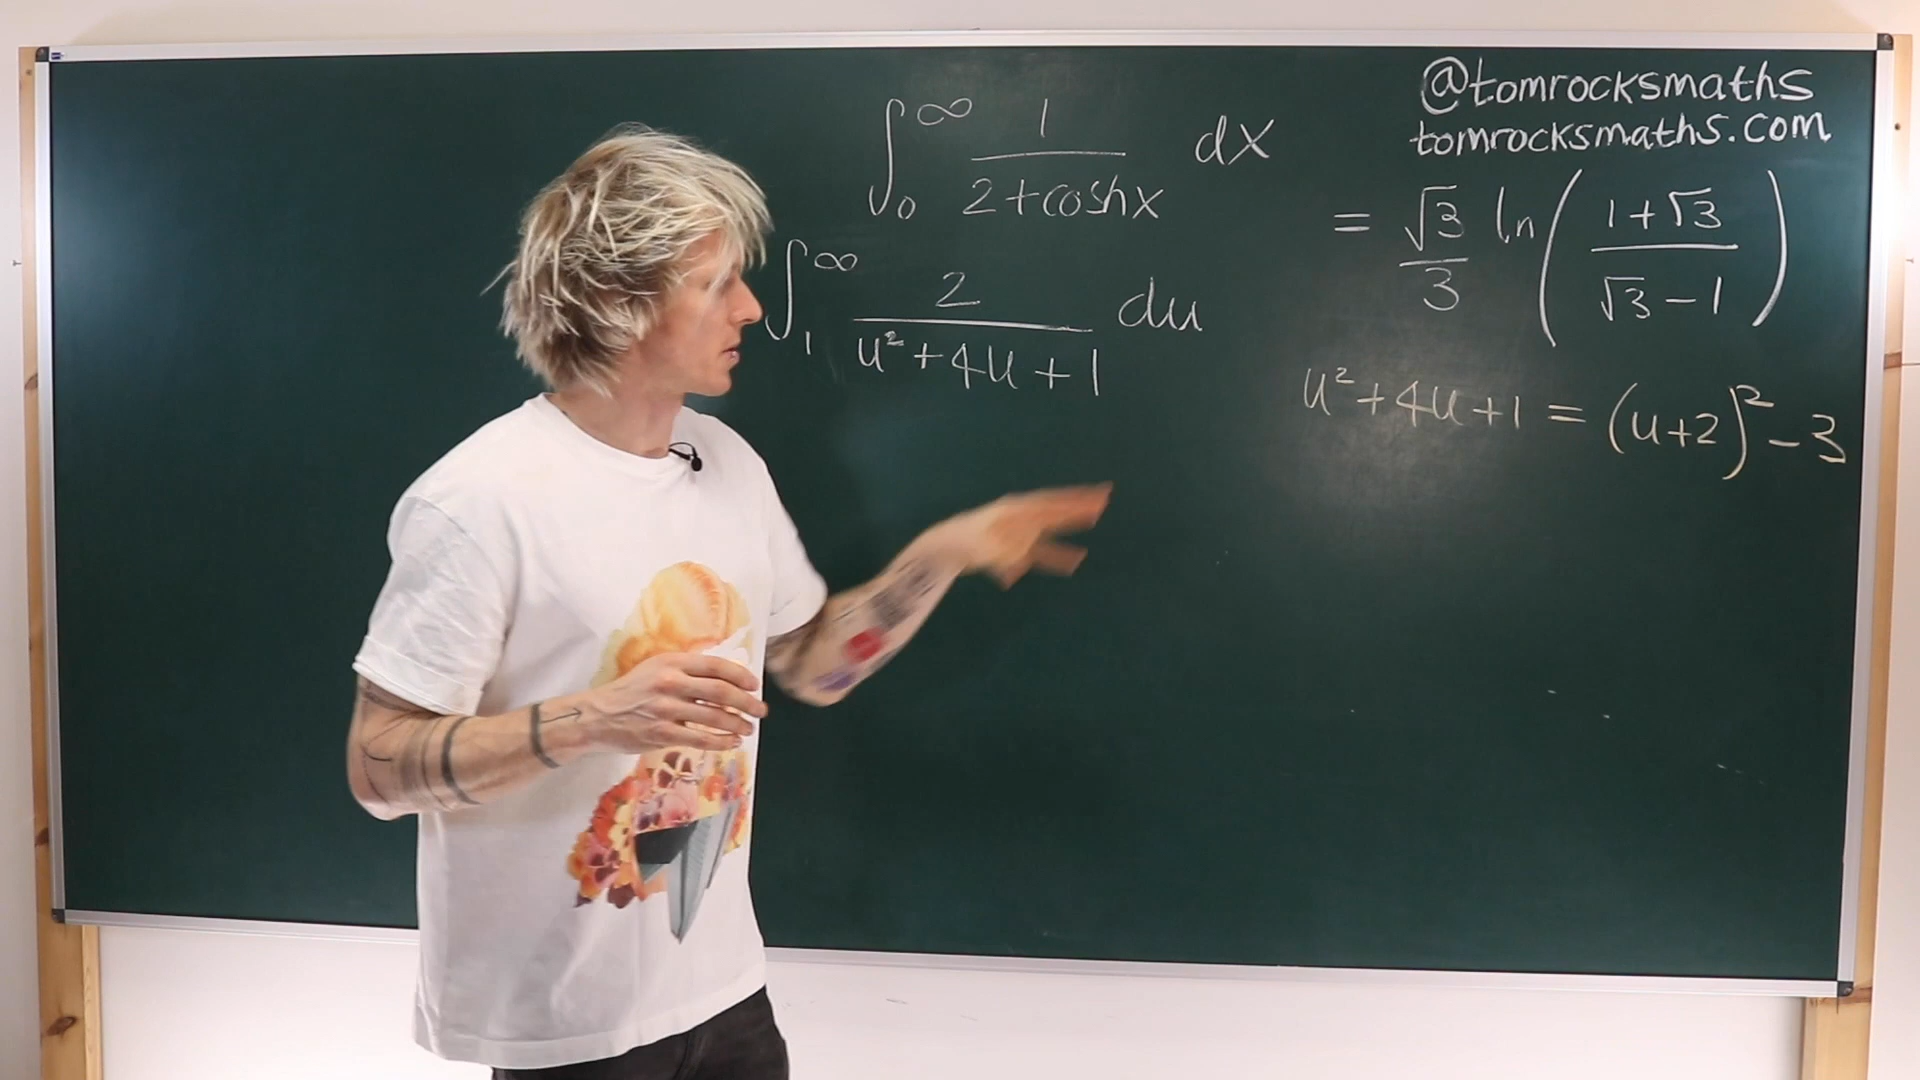 @tomrocksmaths
tomrocksmaths.com
∫₀^∞ 1/(2+coshx) dx
= √3/3 ln((1+√3)/(√3-1))
∫₁^∞ 2/(u²+4u+1) du
u²+4u+1 = (u+2)²-3